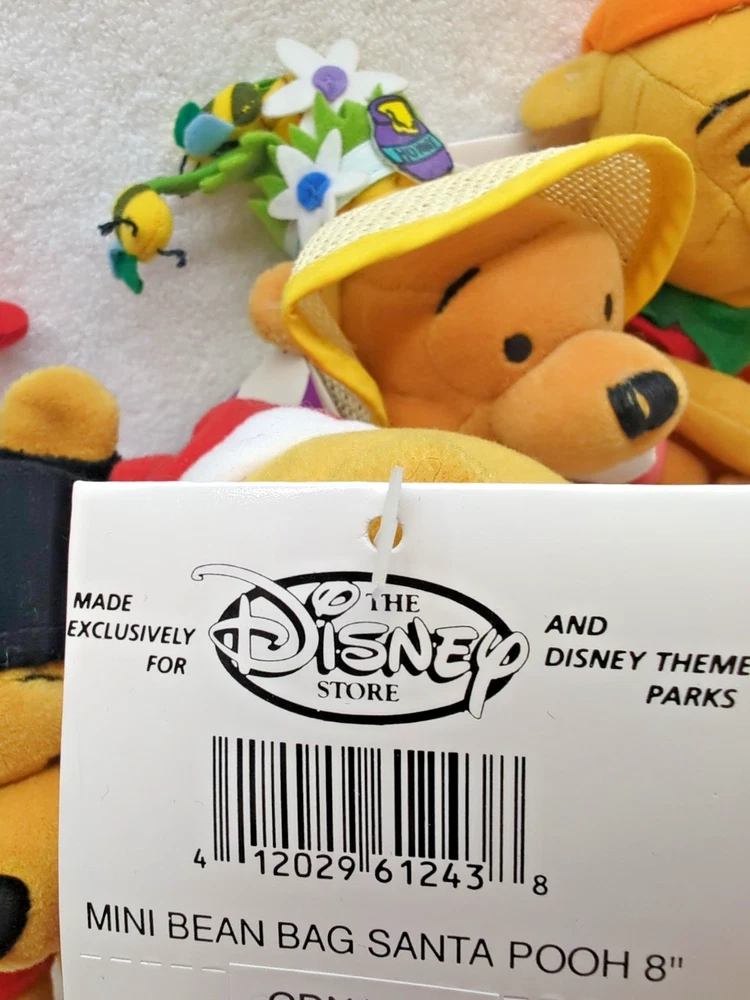 HUNNY
MADE
EXCLUSIVELY
FOR
THE
DISNEY
STORE
AND
DISNEY THEME
PARKS
4 12029 61243 8
MINI BEAN BAG SANTA POOH 8"